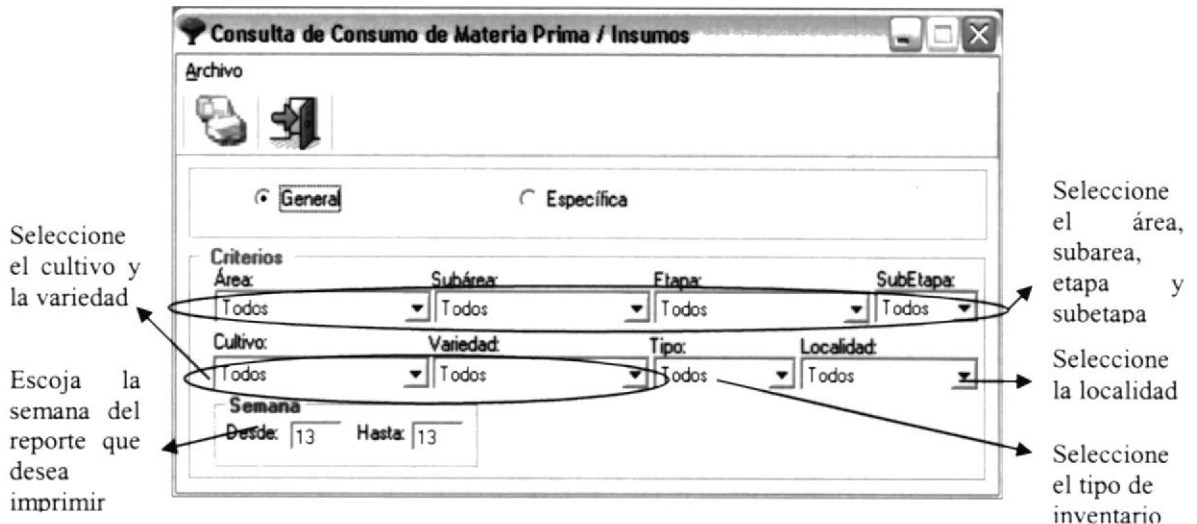 Consulta de Consumo de Materia Prima / Insumos
Archivo
General
Específica
Criterios
Área:
Subárea:
Etapa:
SubEtapa:
Todos
Todos
Todos
Todos
Cultivo:
Variedad:
Tipo:
Localidad:
Todos
Todos
Todos
Todos
Semana
Desde: 13 Hasta: 13
Seleccione
el cultivo y
la variedad
Escoja la
semana del
reporte que
desea
imprimir
Seleccione
el área,
subarea,
etapa y
subetapa
Seleccione
la localidad
Seleccione
el tipo de
inventario